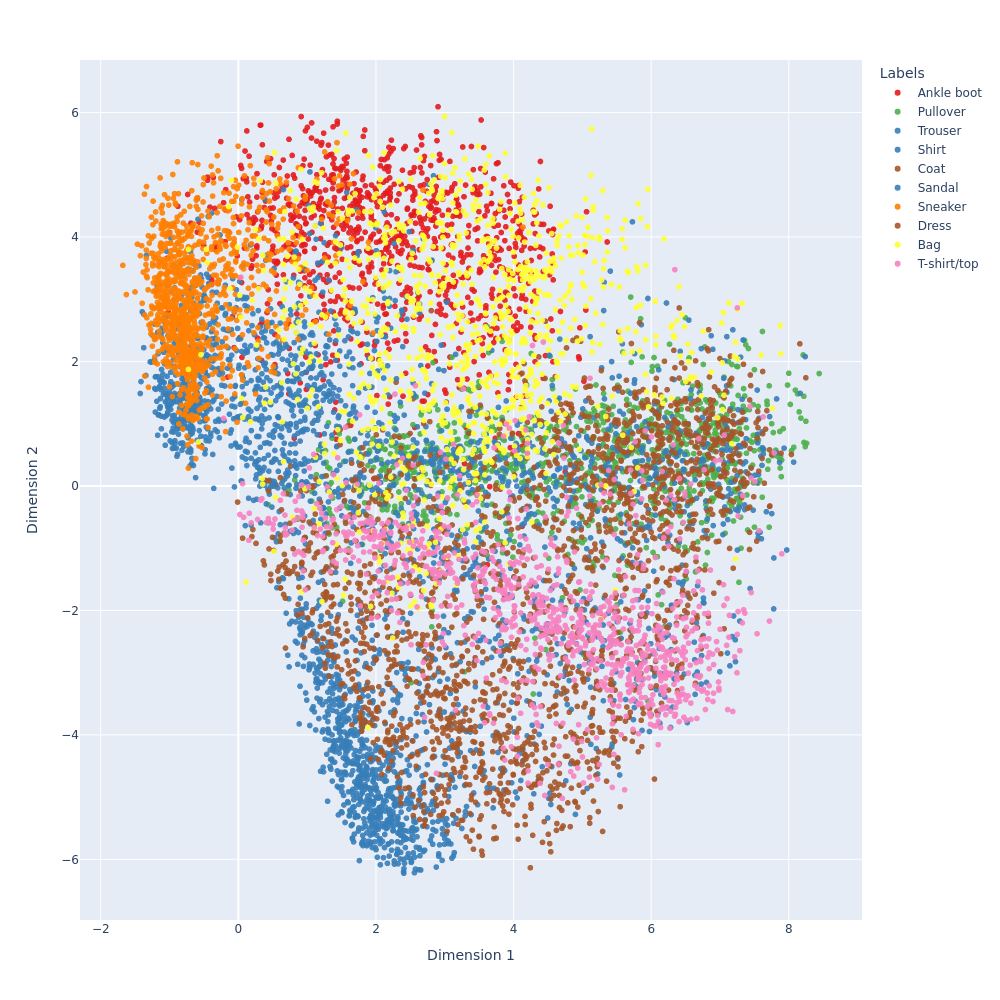 Labels
Ankle boot
Pullover
Trouser
Shirt
Coat
Sandal
Sneaker
Dress
Bag
T-shirt/top
6
4
2
0
−2
−4
−6
Dimension 2
−2 0 2 4 6 8
Dimension 1